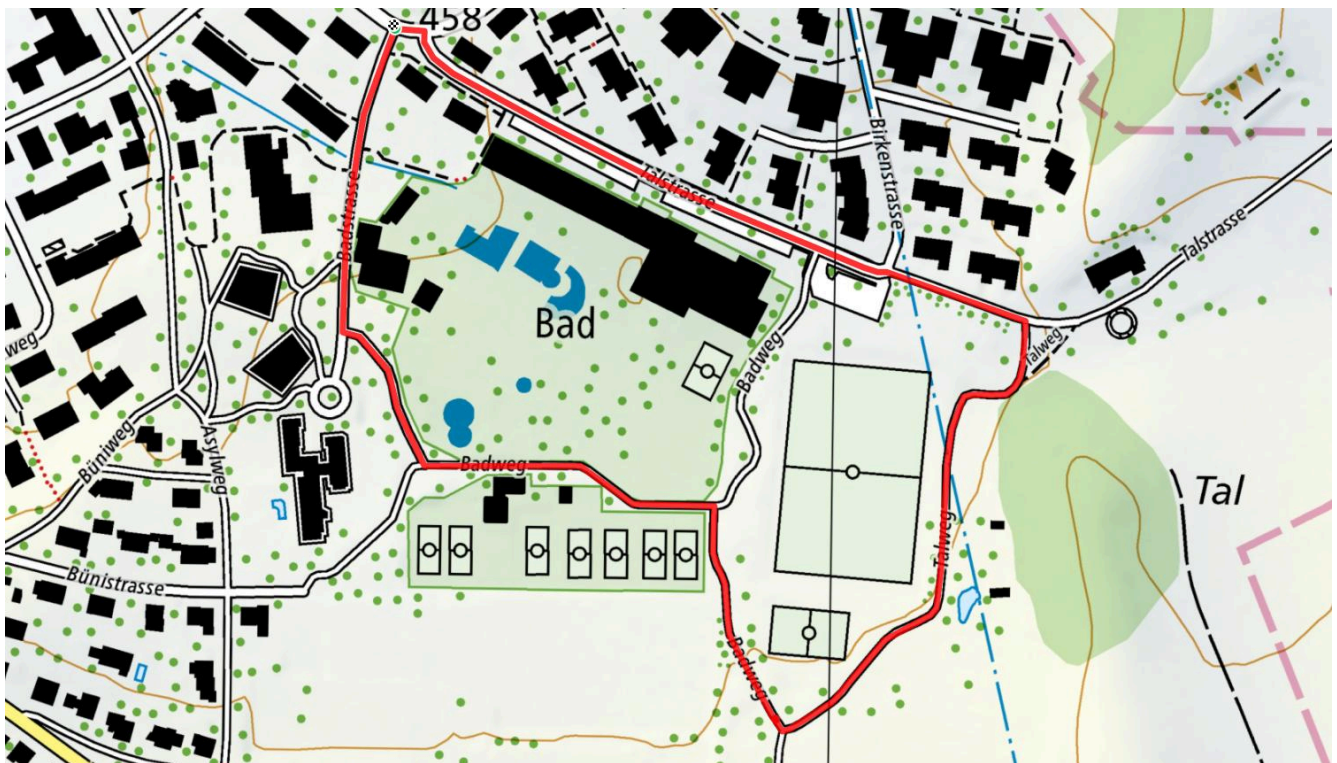 458
Talstrasse
Birkenstrasse
Badstrasse
Talstrasse
Bad
weg
Talweg
Badweg
Büniweg
Asylweg
Badweg
Tal
Talweg
Bünistrasse
Badweg